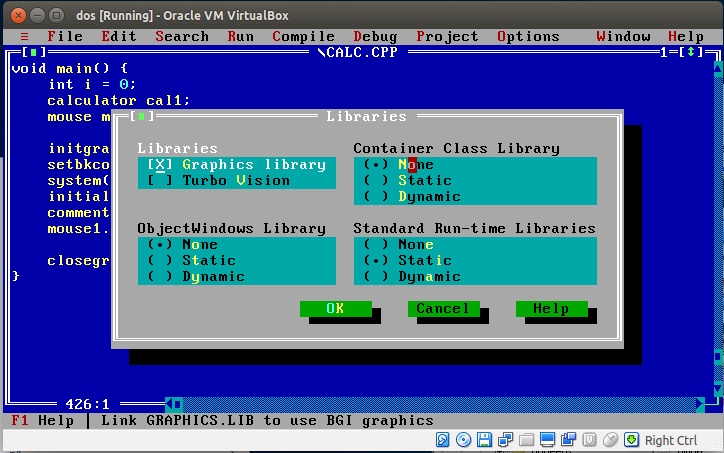 dos [Running] - Oracle VM VirtualBox
≡ File Edit Search Run Compile Debug Project Options Window Help
[■] \CALC.CPP 1=[↕]
void main() {
int i = 0;
calculator cal1;
mouse m
[■] Libraries
initgra
setbkco
system(
initial
comment
mouse1.
closegr
}
Libraries
[X] Graphics library
[ ] Turbo Vision
Container Class Library
(•) None
( ) Static
( ) Dynamic
ObjectWindows Library
(•) None
( ) Static
( ) Dynamic
Standard Run-time Libraries
( ) None
(•) Static
( ) Dynamic
OK Cancel Help
426:1
F1 Help | Link GRAPHICS.LIB to use BGI graphics
Right Ctrl